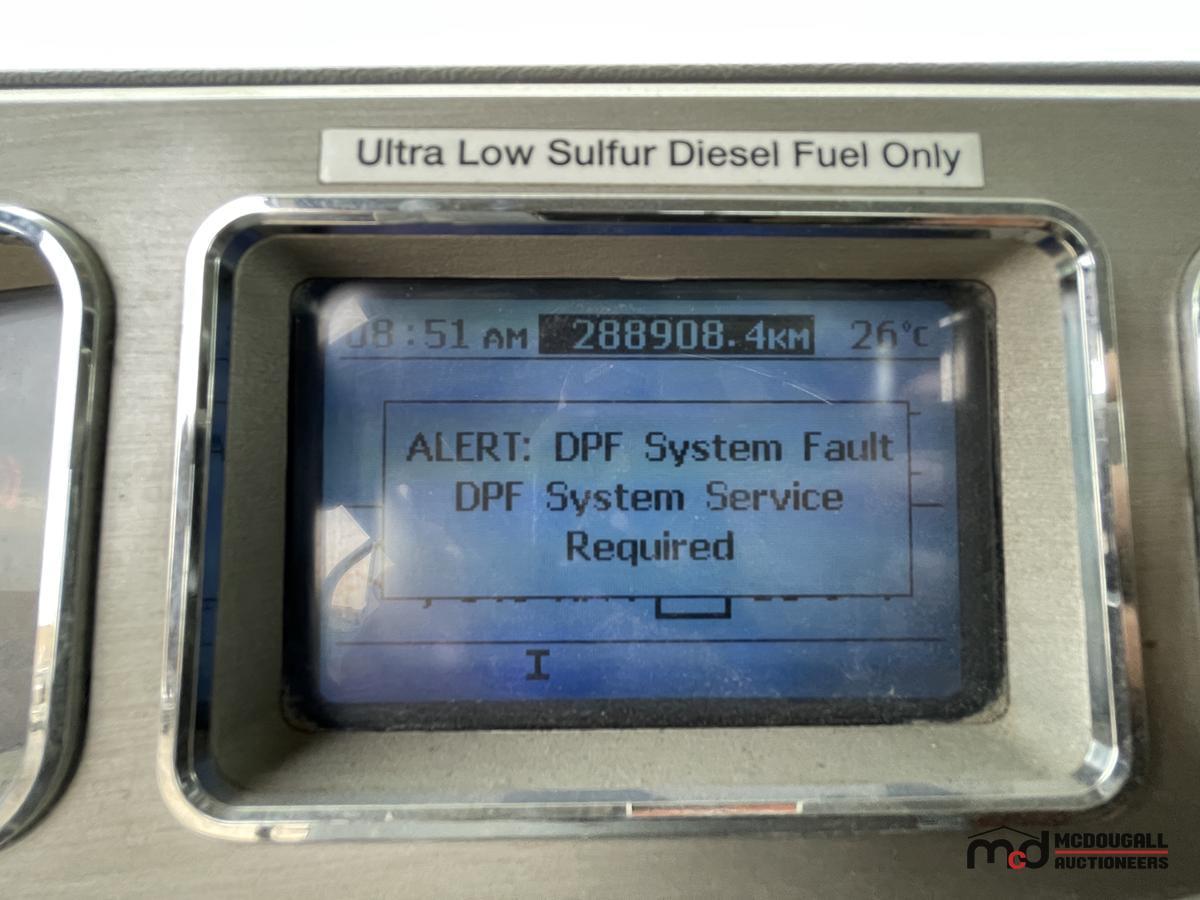 Ultra Low Sulfur Diesel Fuel Only
08:51 AM 288908.4KM 26°C
ALERT: DPF System Fault
DPF System Service
Required
I
mcd MCDOUGALL
AUCTIONEERS